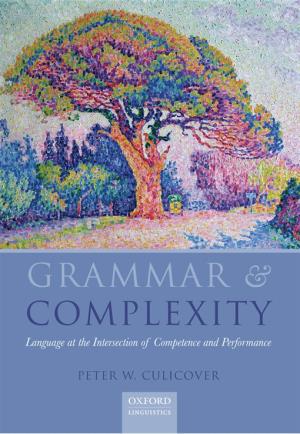 GRAMMAR &
COMPLEXITY
Language at the Intersection of Competence and Performance
PETER W. CULICOVER
OXFORD
LINGUISTICS